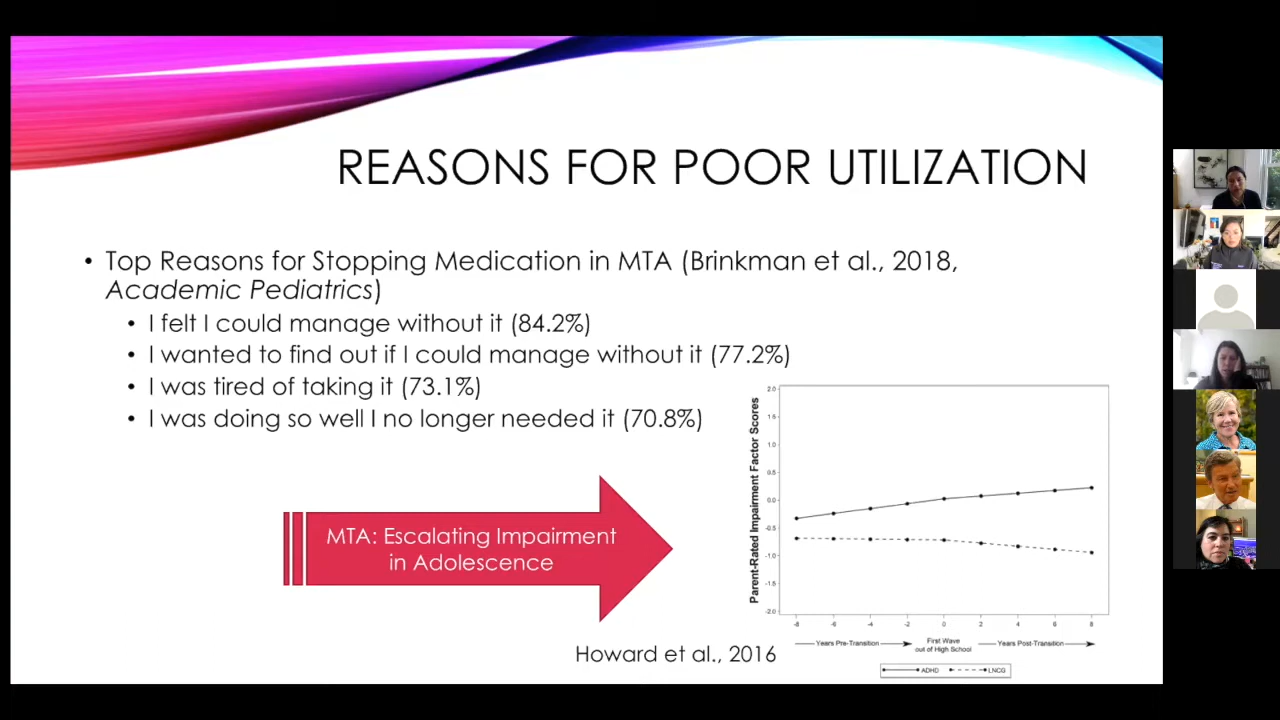 REASONS FOR POOR UTILIZATION
• Top Reasons for Stopping Medication in MTA (Brinkman et al., 2018,
Academic Pediatrics)
• I felt I could manage without it (84.2%)
• I wanted to find out if I could manage without it (77.2%)
• I was tired of taking it (73.1%)
• I was doing so well I no longer needed it (70.8%)
MTA: Escalating Impairment
in Adolescence
Howard et al., 2016
Parent-Rated Impairment Factor Scores
2.0
1.5
1.0
0.5
0.0
-0.5
-1.0
-1.5
-2.0
-8 -6 -4 -2 0 2 4 6 8
Years Pre-Transition
First Wave
out of High School
Years Post-Transition
ADHD LNCG